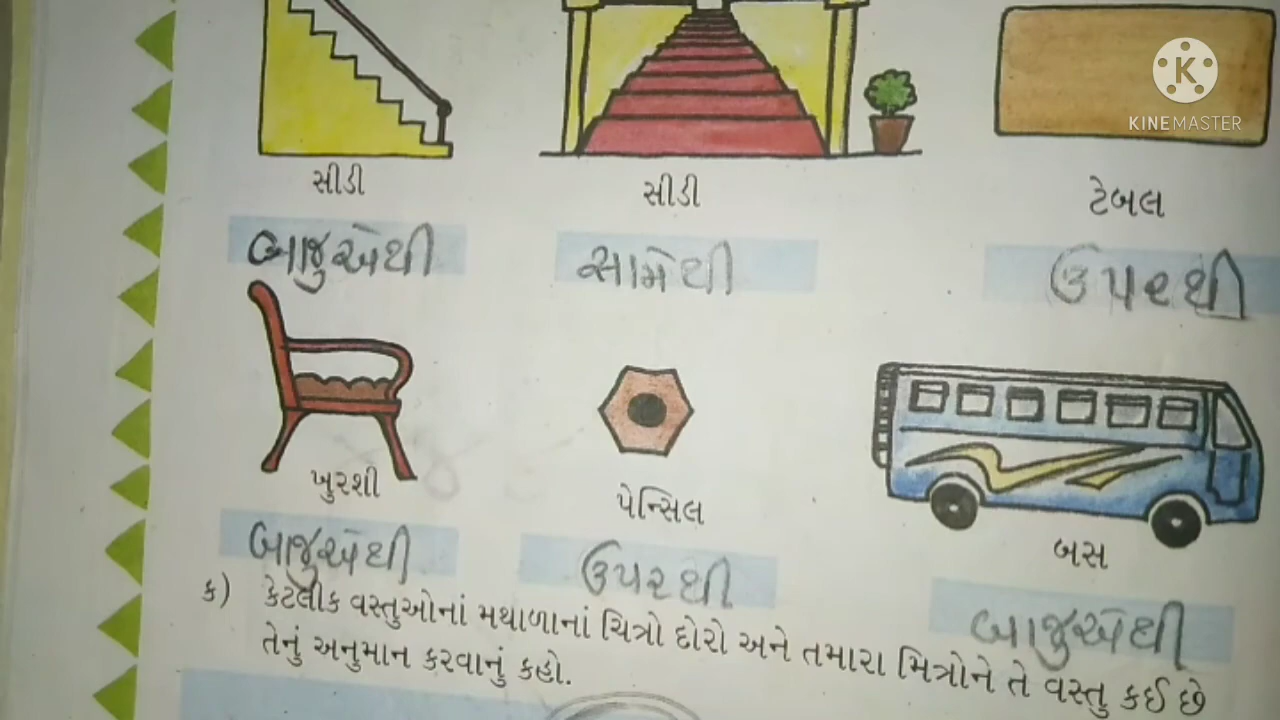 K
KINEMASTER
સીડી
સીડી
ટેબલ
બાજુએથી
સામેથી
ઉપરથી
ખુરશી
પેન્સિલ
બસ
બાજુએથી
ઉપરથી
બાજુએથી
ક) કેટલીક વસ્તુઓનાં મથાળાનાં ચિત્રો દોરો અને તમારા મિત્રોને તે વસ્તુ કઈ છે
તેનું અનુમાન કરવાનું કહો.